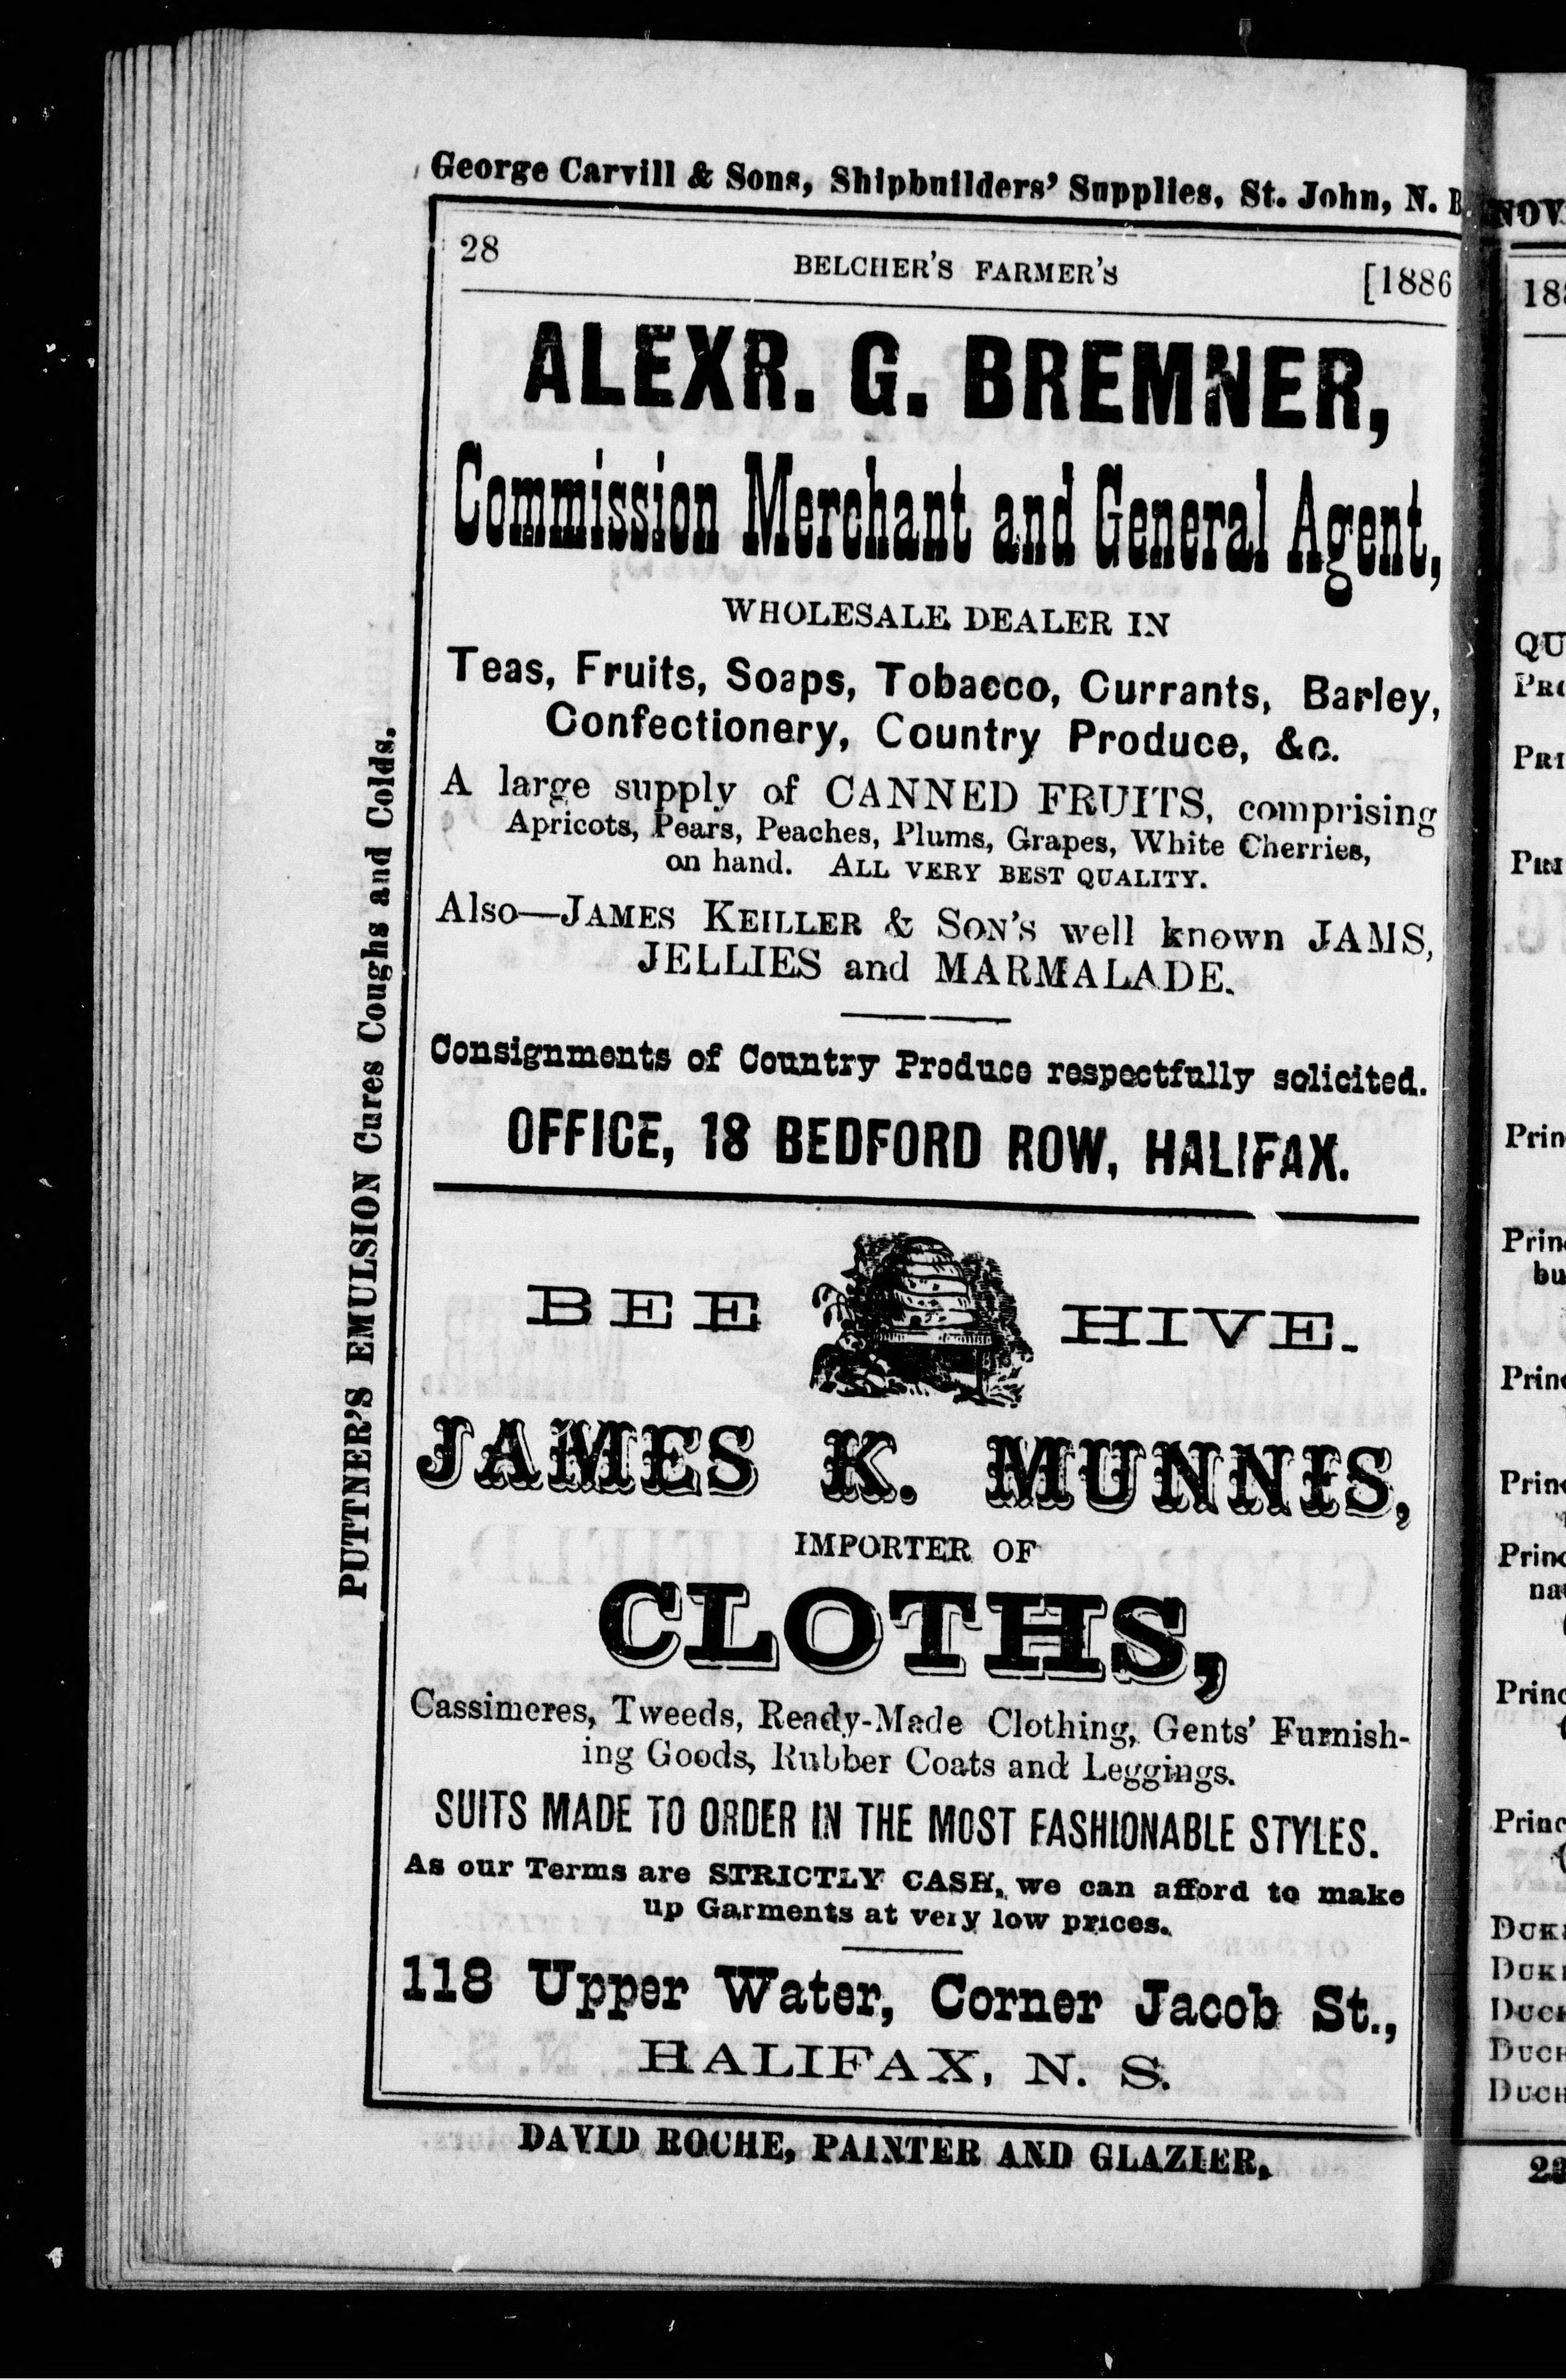 George Carvill & Sons, Shipbuilders' Supplies, St. John, N. B.
28
BELCHER'S FARMER'S
[1886
ALEXR. G. BREMNER,
Commission Merchant and General Agent,
WHOLESALE DEALER IN
Teas, Fruits, Soaps, Tobacco, Currants, Barley,
Confectionery, Country Produce, &c.
A large supply of CANNED FRUITS, comprising
Apricots, Pears, Peaches, Plums, Grapes, White Cherries,
on hand. ALL VERY BEST QUALITY.
Also—JAMES KEILLER & SON'S well known JAMS,
JELLIES and MARMALADE.
Consignments of Country Produce respectfully solicited.
OFFICE, 18 BEDFORD ROW, HALIFAX.
BEE HIVE.
JAMES K. MUNNIS,
IMPORTER OF
CLOTHS,
Cassimeres, Tweeds, Ready-Made Clothing, Gents' Furnish-
ing Goods, Rubber Coats and Leggings.
SUITS MADE TO ORDER IN THE MOST FASHIONABLE STYLES.
As our Terms are STRICTLY CASH, we can afford to make
up Garments at very low prices.
118 Upper Water, Corner Jacob St.,
HALIFAX, N. S.
DAVID ROCHE, PAINTER AND GLAZIER,
PUTTNER'S EMULSION Cures Coughs and Colds.